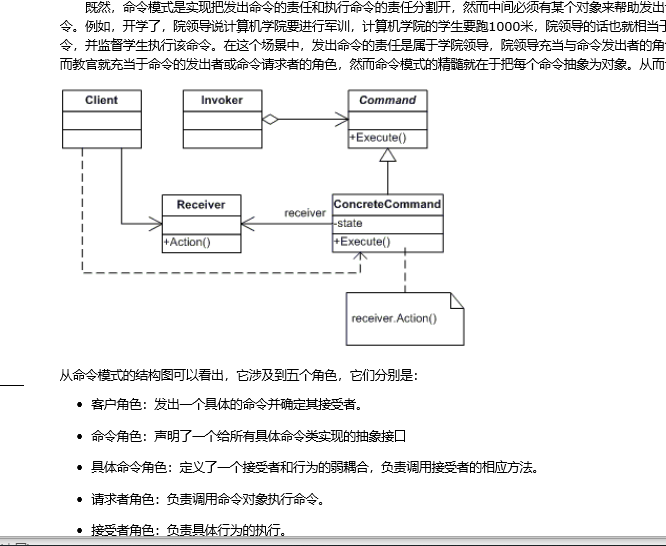 既然，命令模式是实现把发出命令的责任和执行命令的责任分割开，然而中间必须有某个对象来帮助发出
令。例如，开学了，院领导说计算机学院要进行军训，计算机学院的学生要跑1000米，院领导的话也就相当于
令，并监督学生执行该命令。在这个场景中，发出命令的责任是属于学院领导，院领导充当与命令发出者的角
而教官就充当于命令的发出者或命令请求者的角色，然而命令模式的精髓就在于把每个命令抽象为对象。从而
Client
Invoker
Command
+Execute()
Receiver
+Action()
receiver
ConcreteCommand
-state
+Execute()
receiver.Action()
从命令模式的结构图可以看出，它涉及到五个角色，它们分别是：
• 客户角色：发出一个具体的命令并确定其接受者。
• 命令角色：声明了一个给所有具体命令类实现的抽象接口
• 具体命令角色：定义了一个接受者和行为的弱耦合，负责调用接受者的相应方法。
• 请求者角色：负责调用命令对象执行命令。
• 接受者角色：负责具体行为的执行。